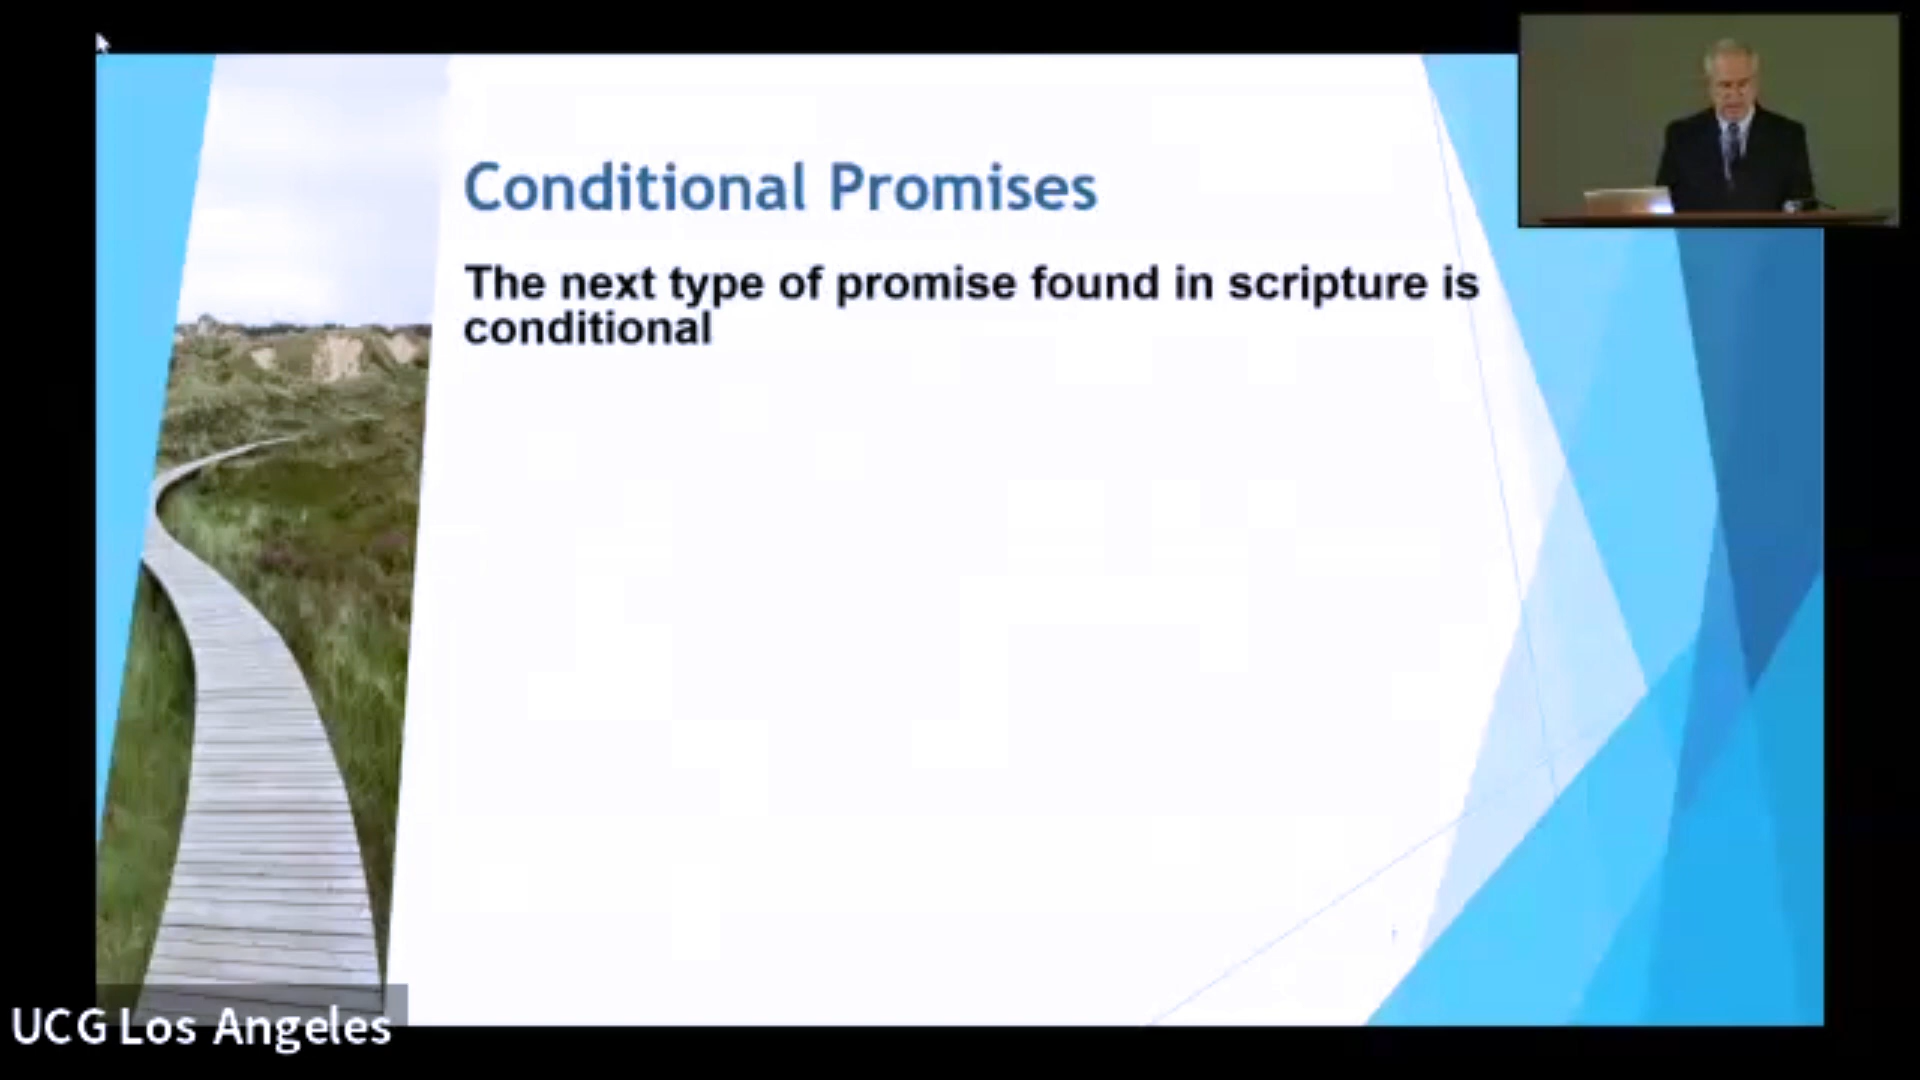 Conditional Promises
The next type of promise found in scripture is
conditional
UCG Los Angeles